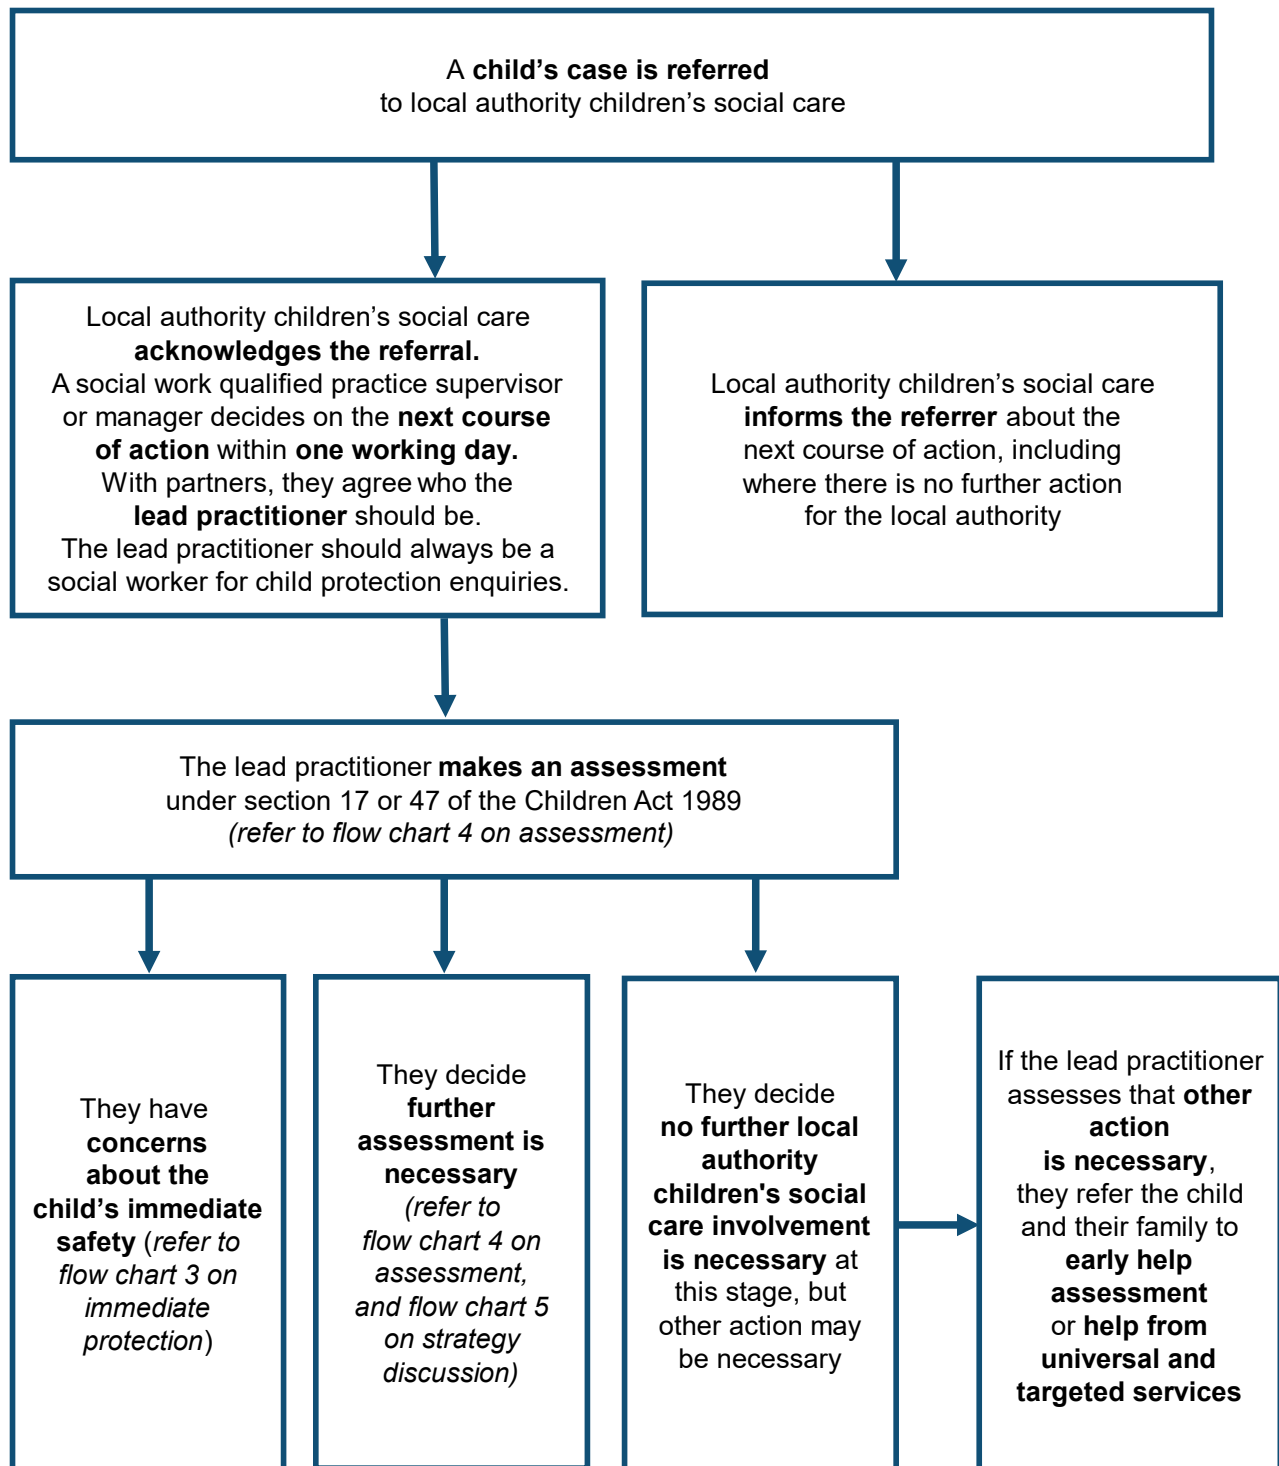 A child’s case is referred
to local authority children’s social care
Local authority children’s social care
acknowledges the referral.
A social work qualified practice supervisor
or manager decides on the next course
of action within one working day.
With partners, they agree who the
lead practitioner should be.
The lead practitioner should always be a
social worker for child protection enquiries.
Local authority children’s social care
informs the referrer about the
next course of action, including
where there is no further action
for the local authority
The lead practitioner makes an assessment
under section 17 or 47 of the Children Act 1989
(refer to flow chart 4 on assessment)
They have
concerns
about the
child’s immediate
safety (refer to
flow chart 3 on
immediate
protection)
They decide
further
assessment is
necessary
(refer to
flow chart 4 on
assessment,
and flow chart 5
on strategy
discussion)
They decide
no further local
authority
children's social
care involvement
is necessary at
this stage, but
other action may
be necessary
If the lead practitioner
assesses that other
action
is necessary,
they refer the child
and their family to
early help
assessment
or help from
universal and
targeted services